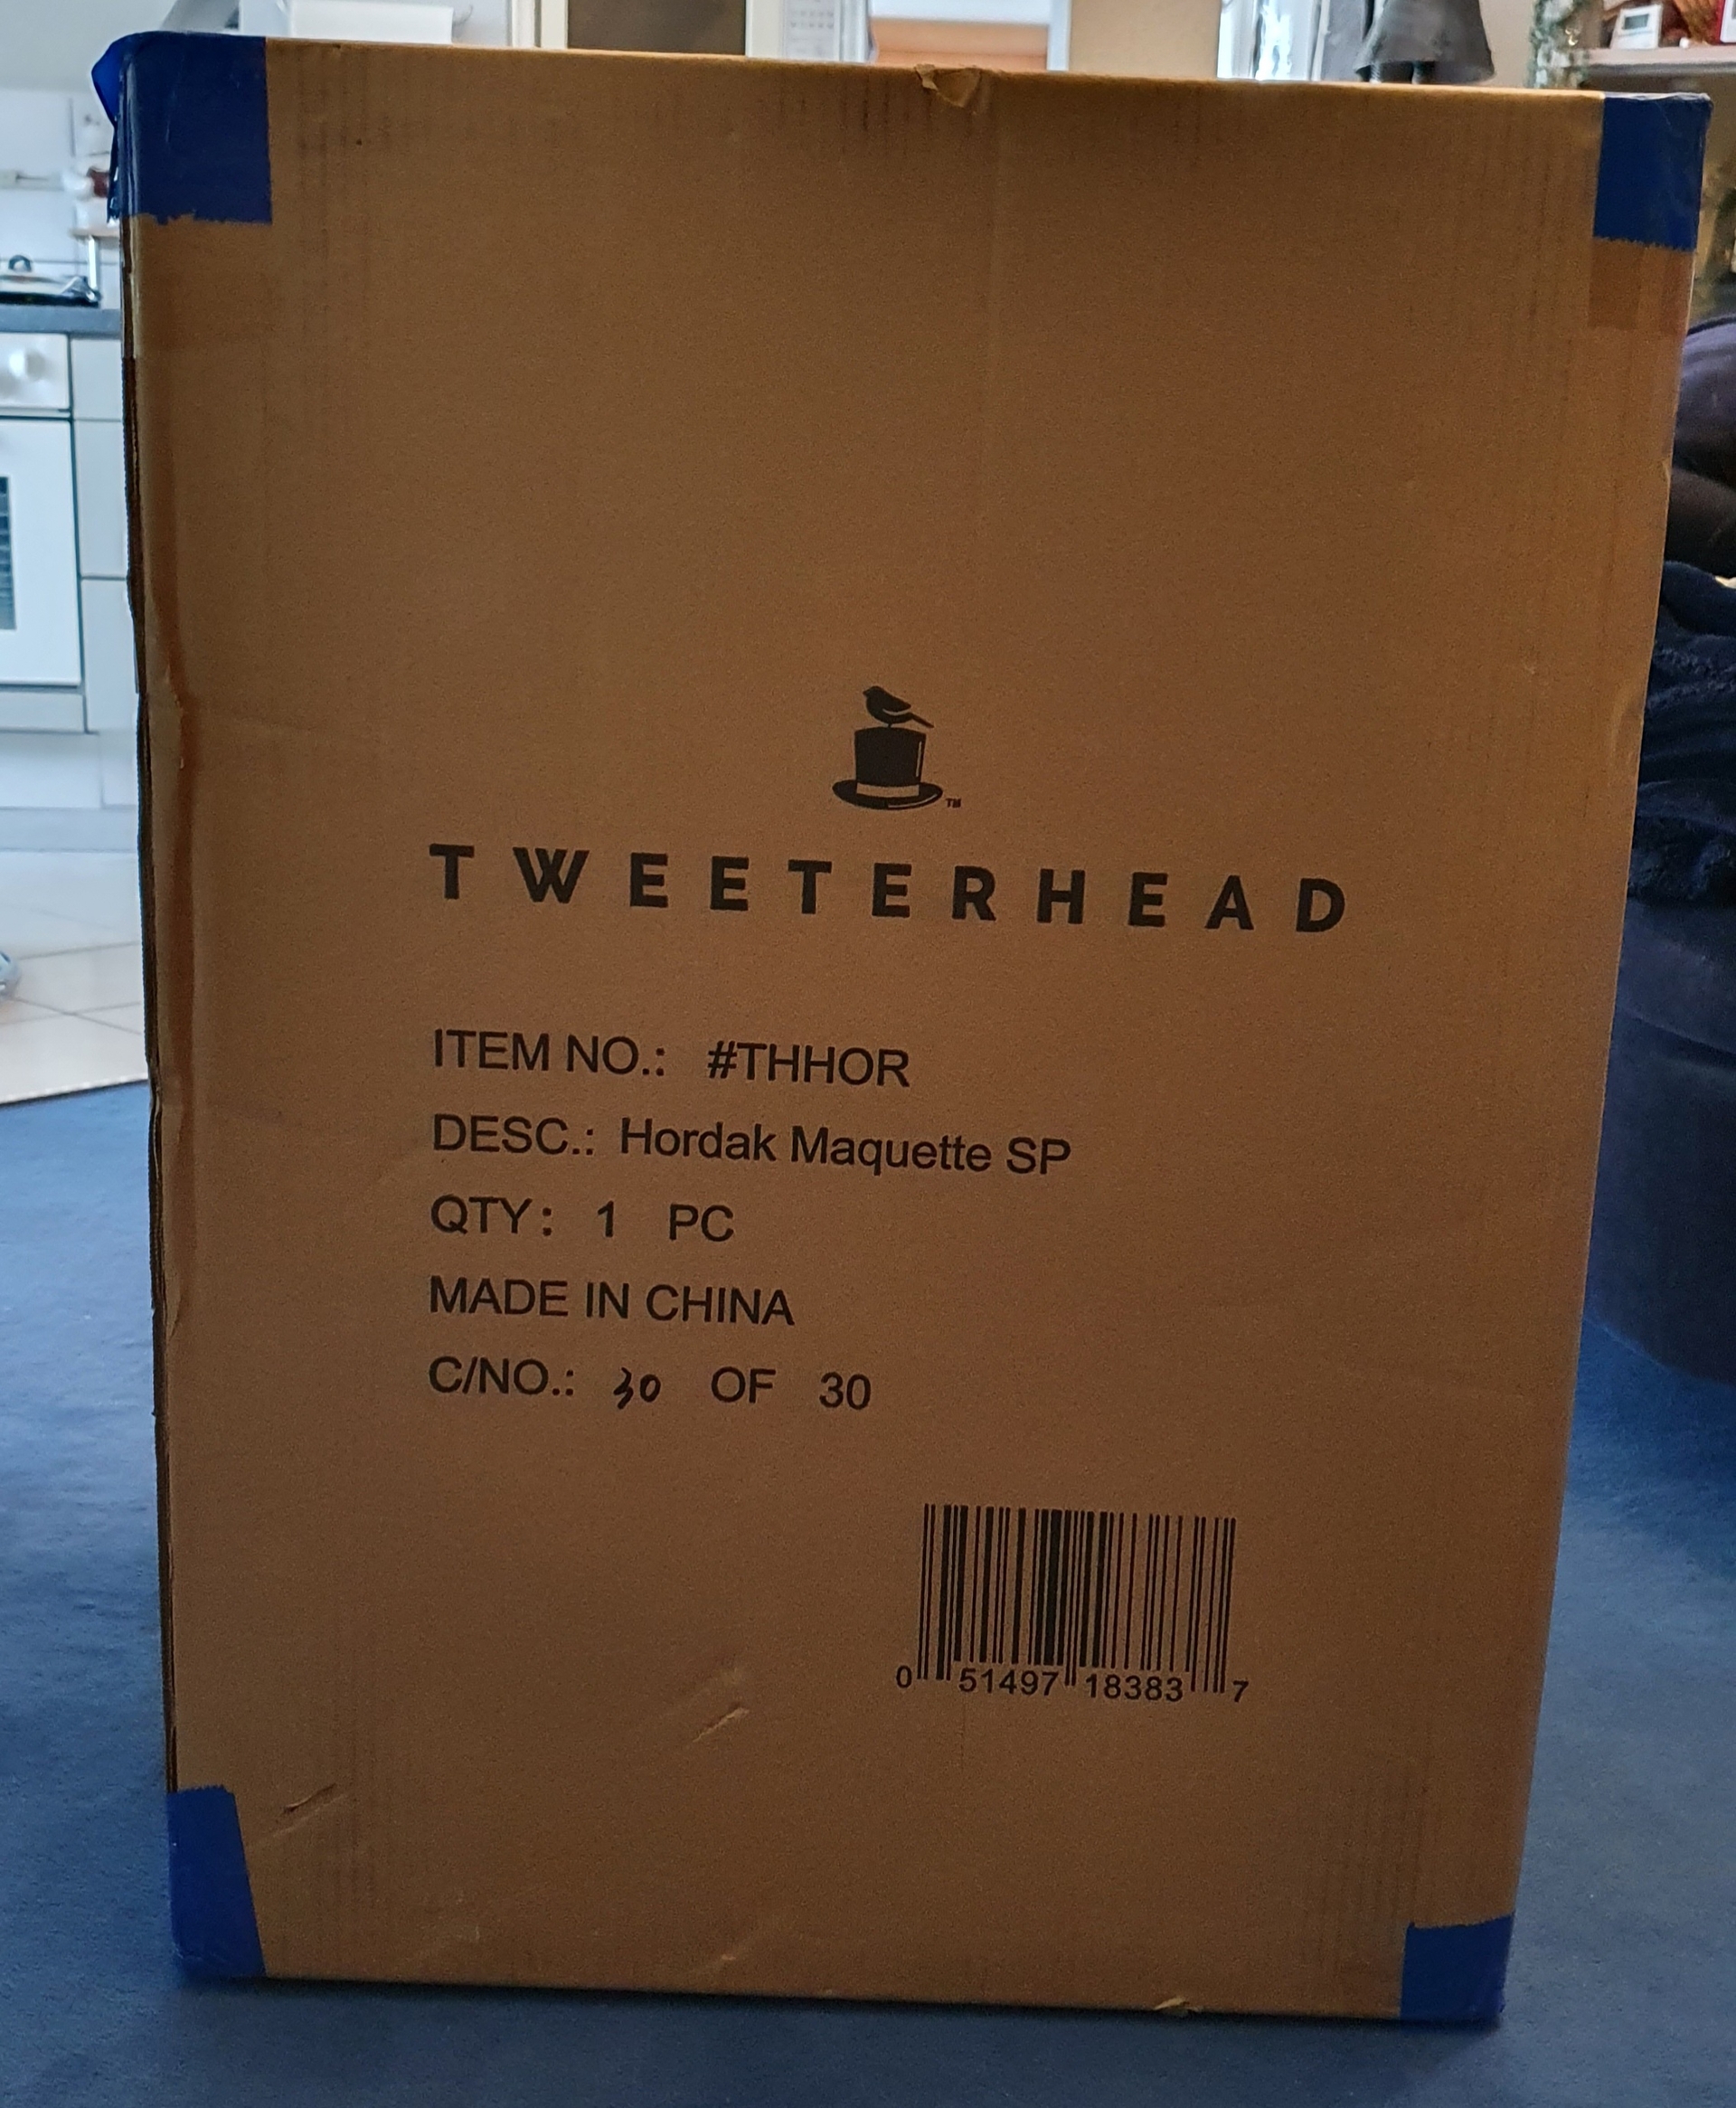 TM
TWEETERHEAD
ITEM NO.: #THHOR
DESC.: Hordak Maquette SP
QTY: 1 PC
MADE IN CHINA
C/NO.: 30 OF 30
0 51497 18383 7